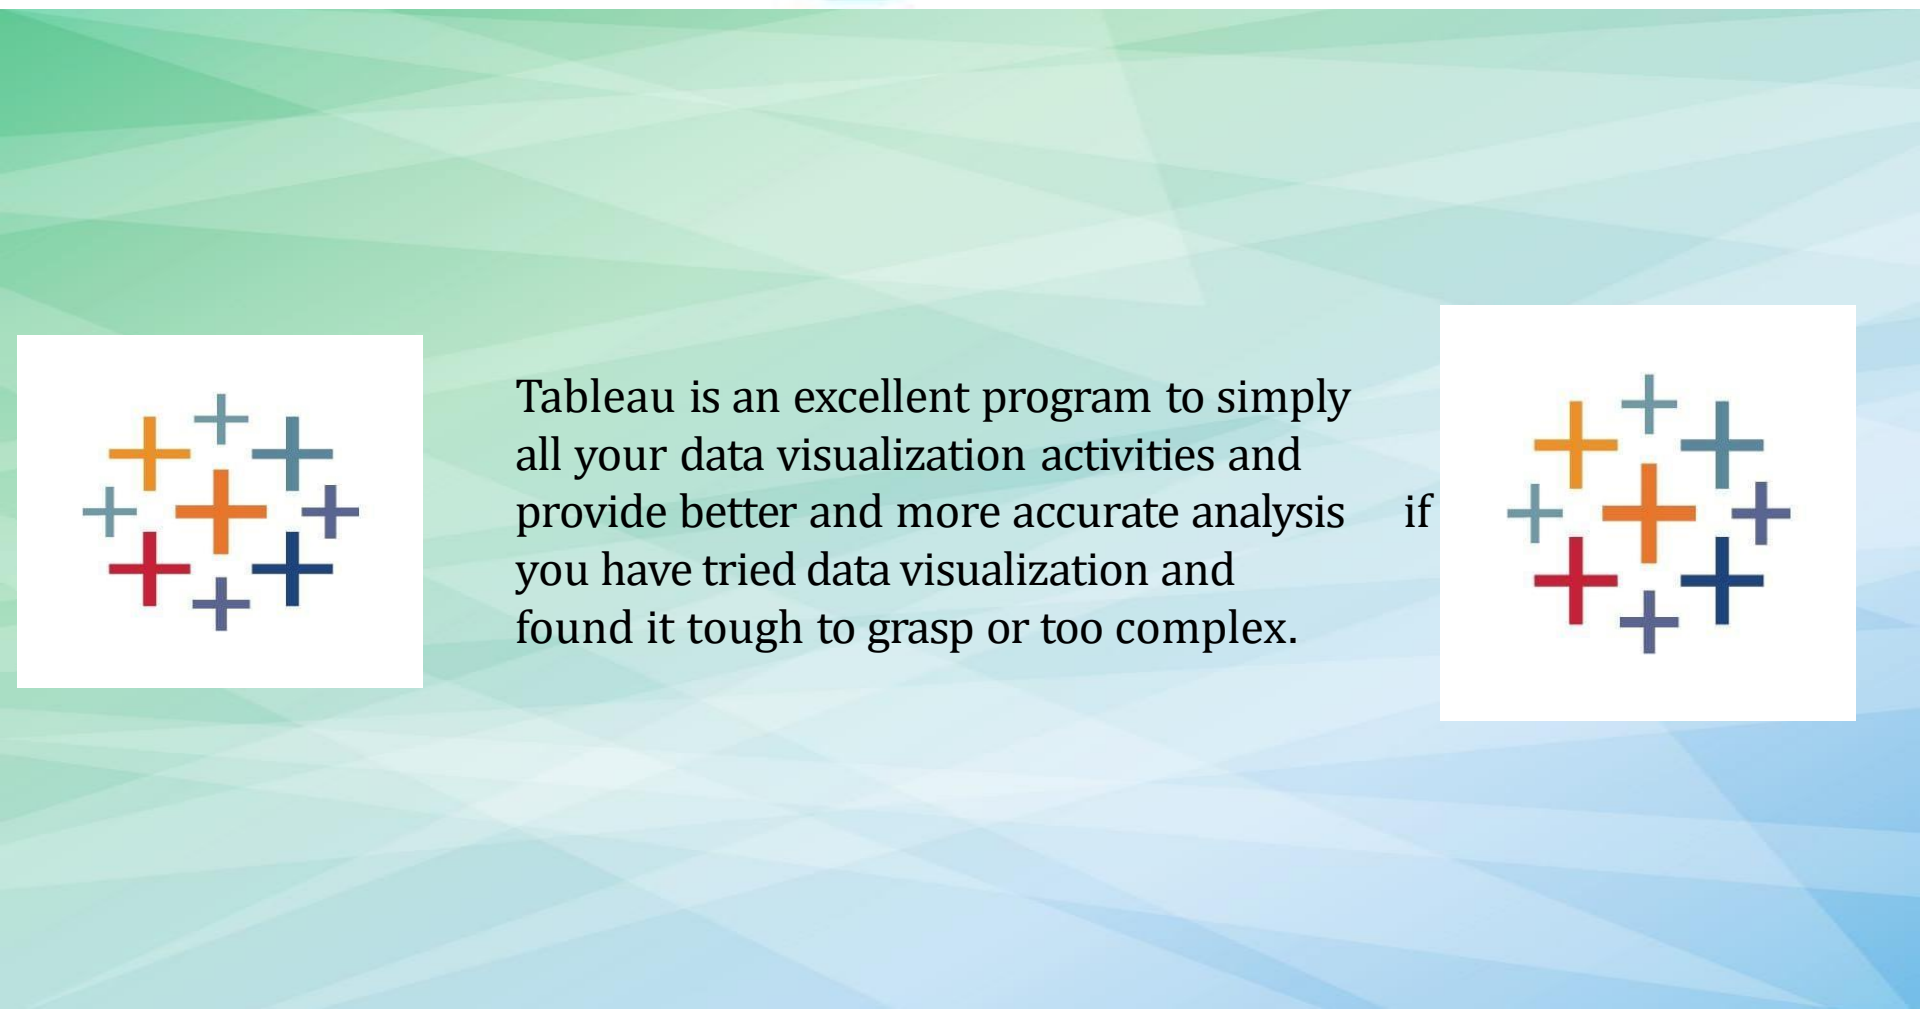 Tableau is an excellent program to simply
all your data visualization activities and
provide better and more accurate analysis if
you have tried data visualization and
found it tough to grasp or too complex.